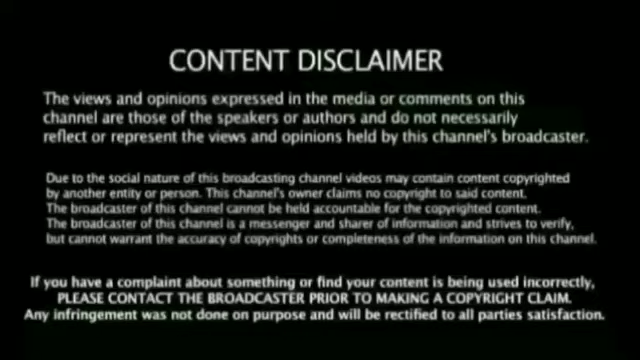 CONTENT DISCLAIMER
The views and opinions expressed in the media or comments on this
channel are those of the speakers or authors and do not necessarily
reflect or represent the views and opinions held by this channel's broadcaster.
Due to the social nature of this broadcasting channel videos may contain content copyrighted
by another entity or person. This channel's owner claims no copyright to said content.
The broadcaster of this channel cannot be held accountable for the copyrighted content.
The broadcaster of this channel is a messenger and sharer of information and strives to verify,
but cannot warrant the accuracy of copyrights or completeness of the information on this channel.
If you have a complaint about something or find your content is being used incorrectly,
PLEASE CONTACT THE BROADCASTER PRIOR TO MAKING A COPYRIGHT CLAIM.
Any infringement was not done on purpose and will be rectified to all parties satisfaction.